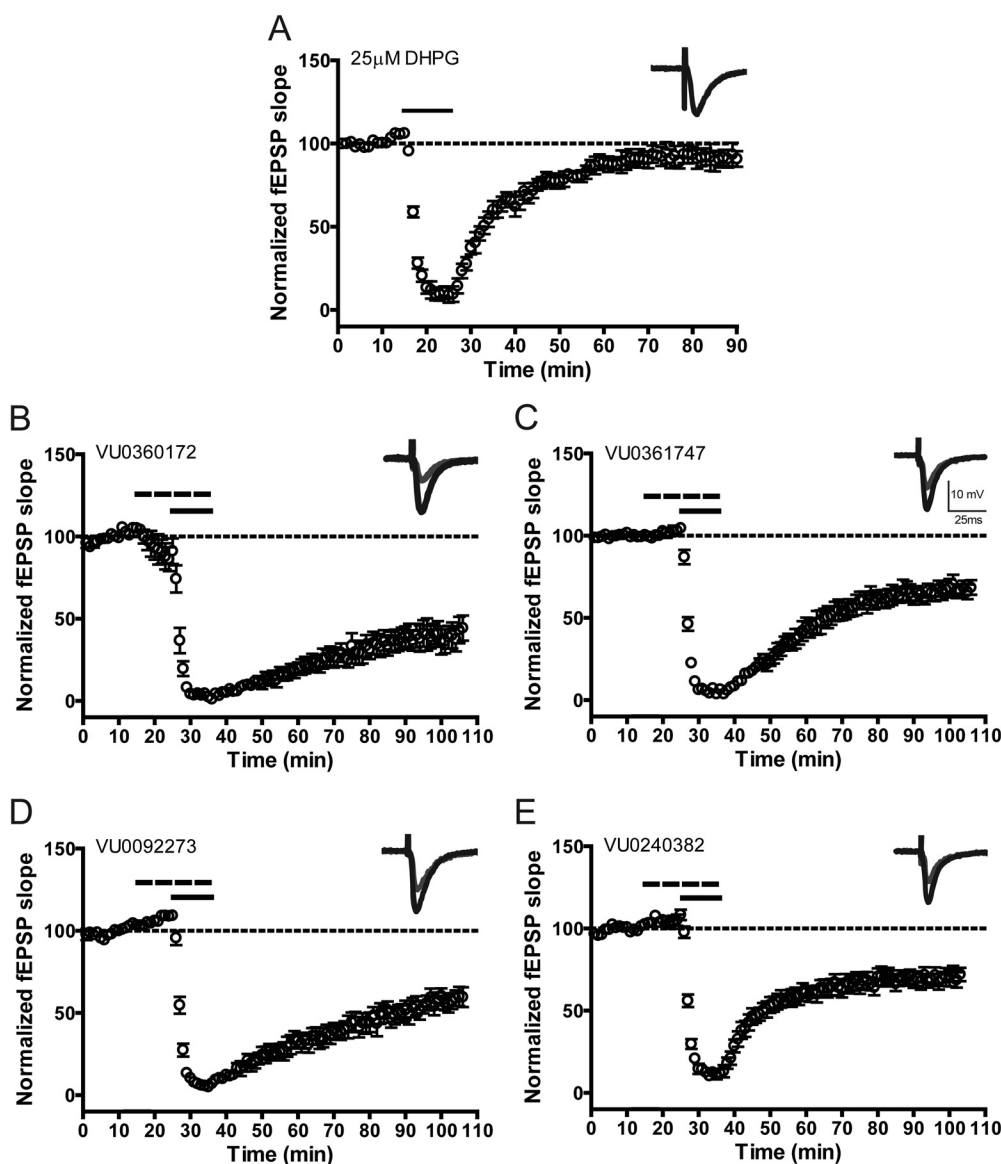 A
25μM DHPG
Normalized fEPSP slope
150
100
50
0
0 10 20 30 40 50 60 70 80 90
Time (min)
B
VU0360172
Normalized fEPSP slope
150
100
50
0
0 10 20 30 40 50 60 70 80 90 100 110
Time (min)
C
VU0361747
10 mV
25ms
Normalized fEPSP slope
150
100
50
0
0 10 20 30 40 50 60 70 80 90 100 110
Time (min)
D
VU0092273
Normalized fEPSP slope
150
100
50
0
0 10 20 30 40 50 60 70 80 90 100 110
Time (min)
E
VU0240382
Normalized fEPSP slope
150
100
50
0
0 10 20 30 40 50 60 70 80 90 100 110
Time (min)